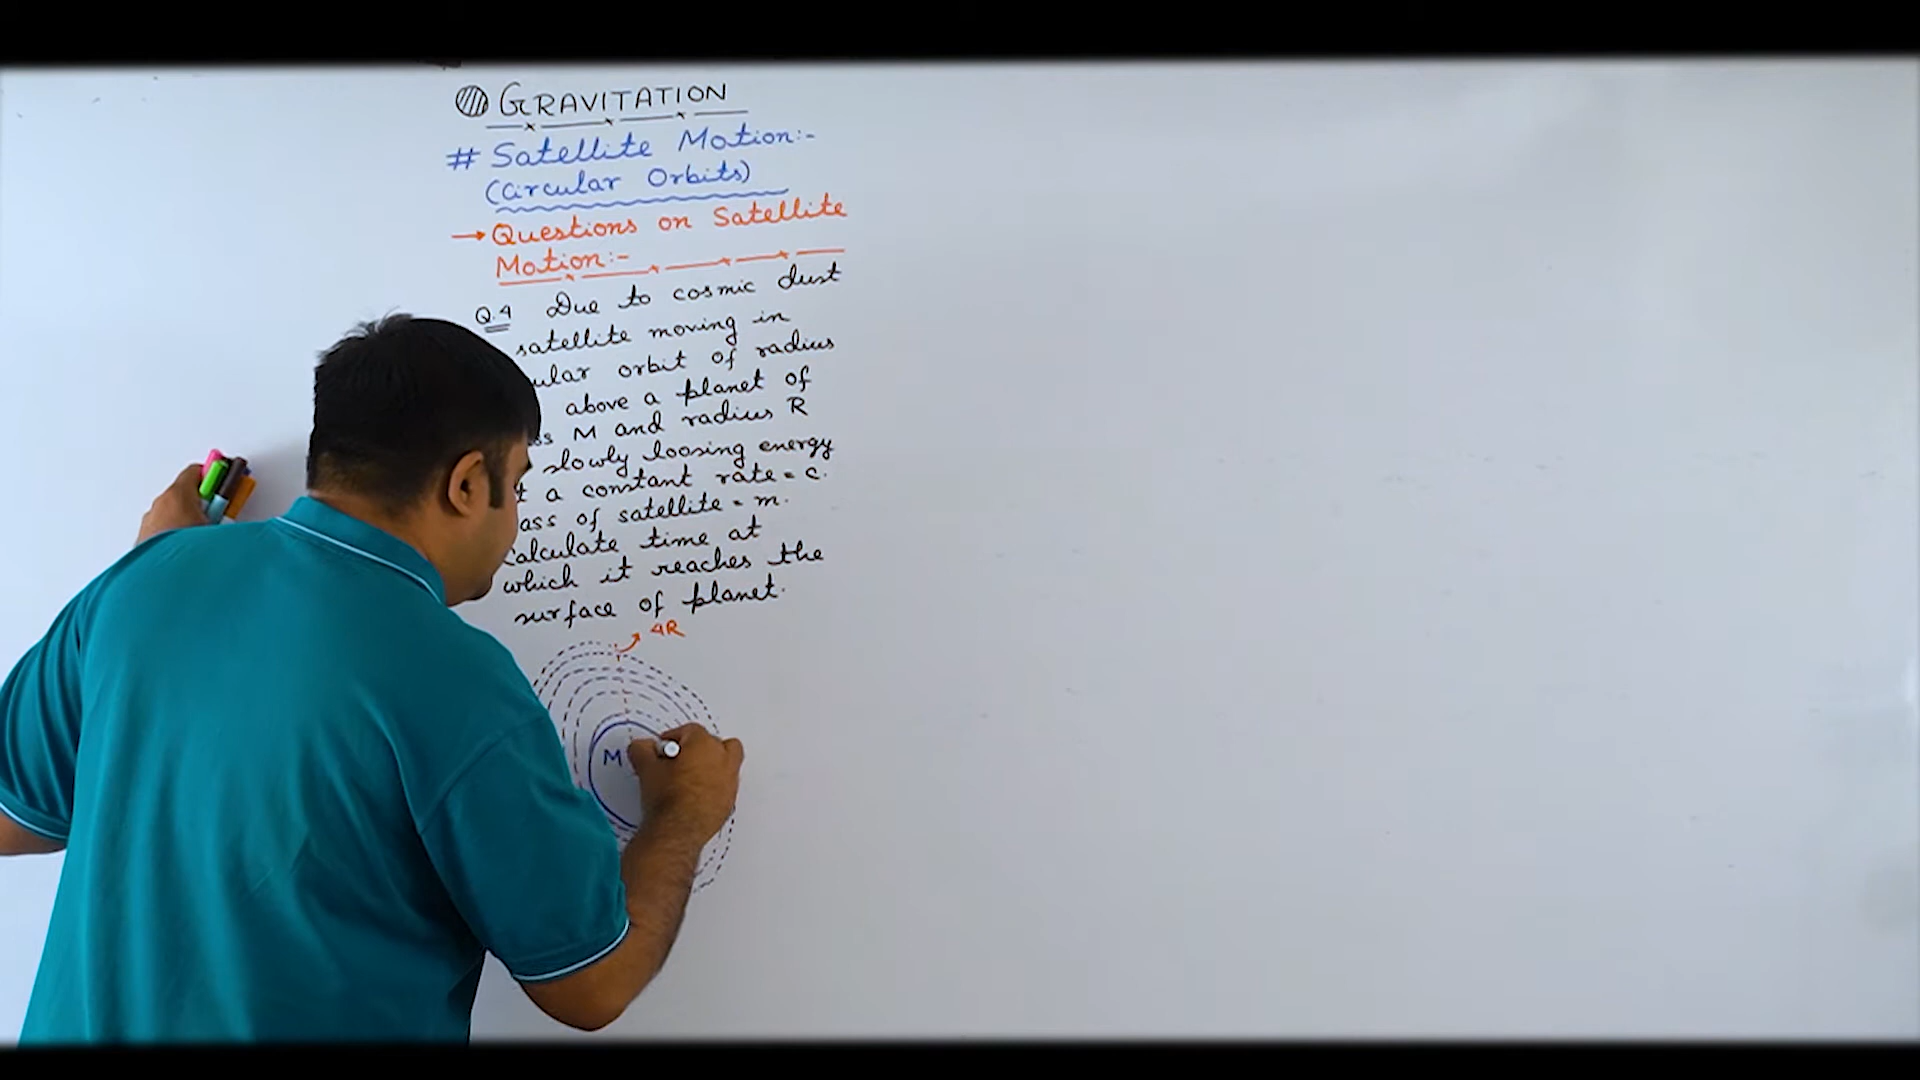 GRAVITATION
# Satellite Motion:-
(Circular Orbits)
→ Questions on Satellite
Motion:-
Q.4 Due to cosmic dust
satellite moving in
ular orbit of radius
above a planet of
ss M and radius R
slowly loosing energy
t a constant rate = c.
ass of satellite = m.
Calculate time at
which it reaches the
surface of planet.
4R
M